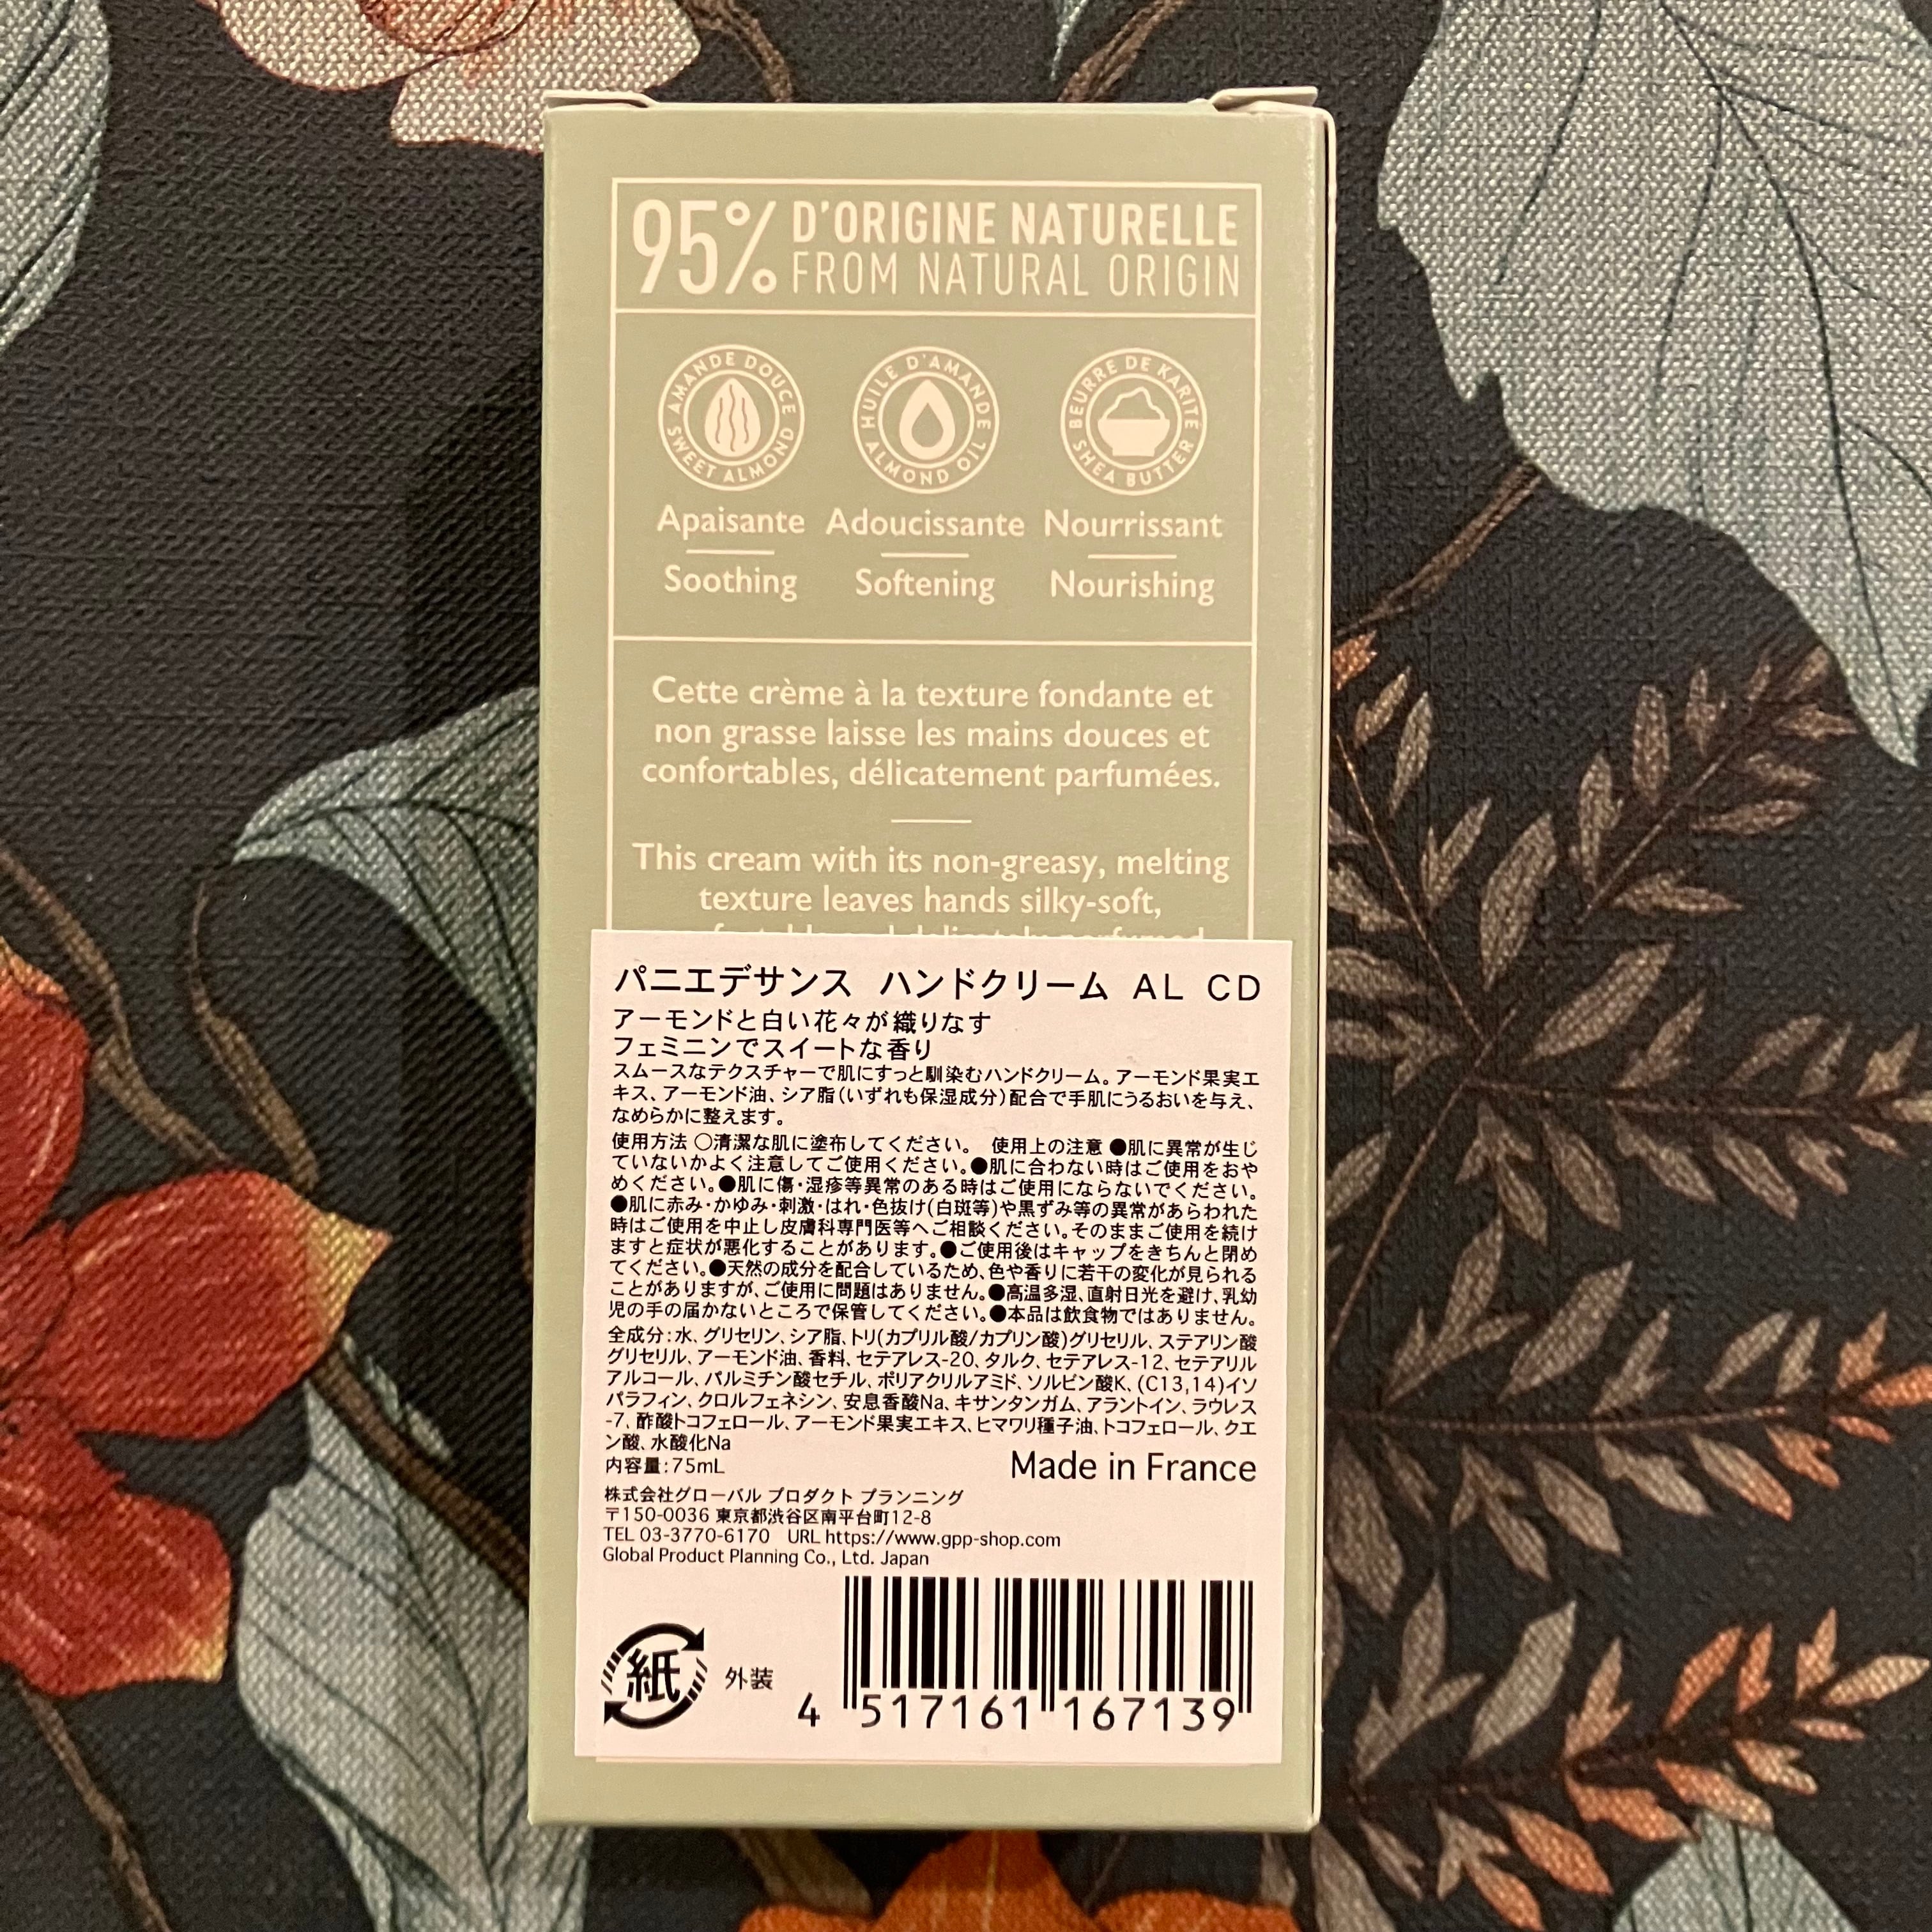 95% D'ORIGINE NATURELLE
FROM NATURAL ORIGIN
AMANDE DOUCE
SWEET ALMOND
HUILE D'AMANDE
ALMOND OIL
BEURRE DE KARITÉ
SHEA BUTTER
Apaisante Adoucissante Nourrissant
Soothing Softening Nourishing
Cette crème à la texture fondante et
non grasse laisse les mains douces et
confortables, délicatement parfumées.
This cream with its non-greasy, melting
texture leaves hands silky-soft,
パニエデサンス ハンドクリーム AL CD
アーモンドと白い花々が織りなす
フェミニンでスイートな香り
スムースなテクスチャーで肌にすっと馴染むハンドクリーム。アーモンド果実エ
キス、アーモンド油、シア脂(いずれも保湿成分)配合で手肌にうるおいを与え、
なめらかに整えます。
使用方法 ○清潔な肌に塗布してください。 使用上の注意 ●肌に異常が生じ
ていないかよく注意してご使用ください。●肌に合わない時はご使用をおや
めください。●肌に傷・湿疹等異常のある時はご使用にならないでください。
●肌に赤み・かゆみ・刺激・はれ・色抜け(白斑等)や黒ずみ等の異常があらわれた
時はご使用を中止し皮膚科専門医等へご相談ください。そのままご使用を続け
ますと症状が悪化することがあります。●ご使用後はキャップをきちんと閉め
てください。●天然の成分を配合しているため、色や香りに若干の変化が見られる
ことがありますが、ご使用に問題はありません。●高温多湿、直射日光を避け、乳幼
児の手の届かないところで保管してください。●本品は飲食物ではありません。
全成分:水、グリセリン、シア脂、トリ(カプリル酸/カプリン酸)グリセリル、ステアリン酸
グリセリル、アーモンド油、香料、セテアレス-20、タルク、セテアレス-12、セテアリル
アルコール、パルミチン酸セチル、ポリアクリルアミド、ソルビン酸K、(C13,14)イソ
パラフィン、クロルフェネシン、安息香酸Na、キサンタンガム、アラントイン、ラウレス
-7、酢酸トコフェロール、アーモンド果実エキス、ヒマワリ種子油、トコフェロール、クエ
ン酸、水酸化Na
内容量:75mL
Made in France
株式会社グローバル プロダクト プランニング
〒150-0036 東京都渋谷区南平台町12-8
TEL 03-3770-6170 URL https://www.gpp-shop.com
Global Product Planning Co., Ltd. Japan
紙 外装
4 517161 167139